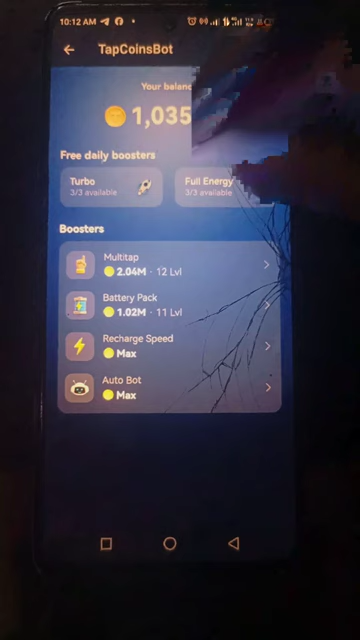 10:12 AM
TapCoinsBot
Your balanc
1,035
Free daily boosters
Turbo
3/3 available
Full Energy
3/3 available
Boosters
Multitap
2.04M · 12 Lvl
Battery Pack
1.02M · 11 Lvl
Recharge Speed
Max
Auto Bot
Max